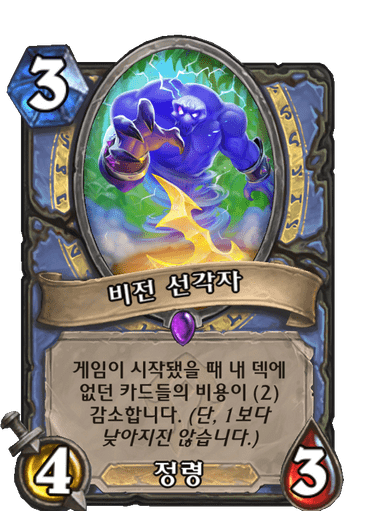 3
비전 선각자
게임이 시작됐을 때 내 덱에
없던 카드들의 비용이 (2)
감소합니다. (단, 1보다
낮아지진 않습니다.)
4
정령
3